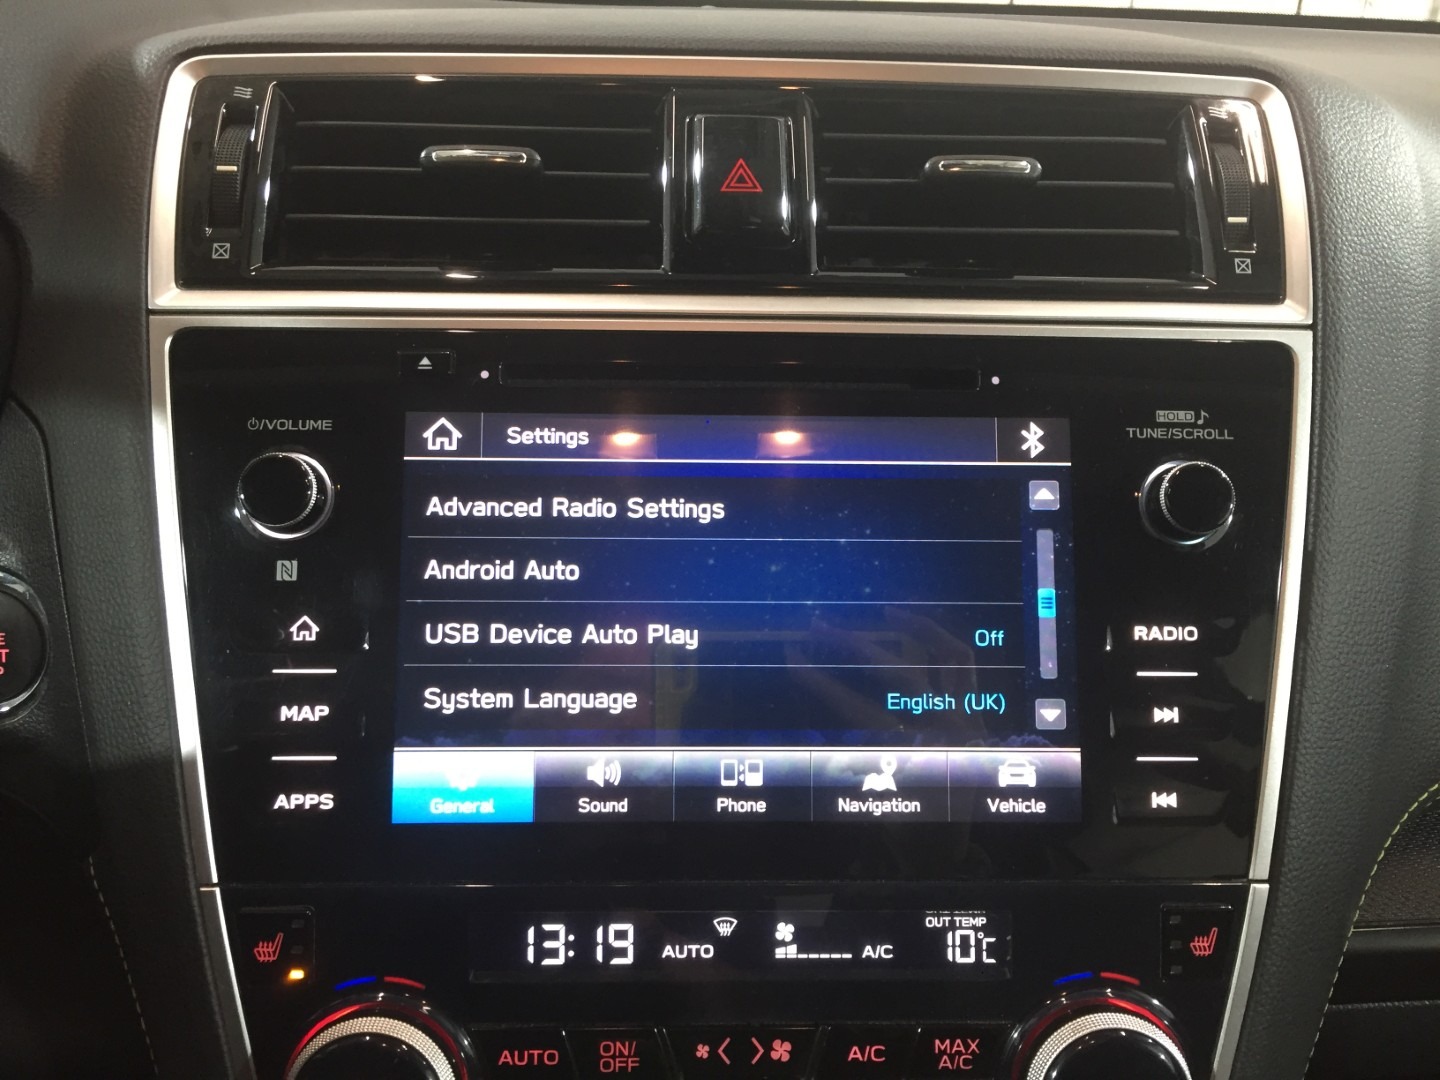 ⏻/VOLUME
HOLD♪
TUNE/SCROLL
Settings
Advanced Radio Settings
Android Auto
USB Device Auto Play Off
System Language English (UK)
MAP
APPS
RADIO
General Sound Phone Navigation Vehicle
13:19 AUTO A/C
OUT TEMP
10°C
AUTO
ON/
OFF
A/C
MAX
A/C